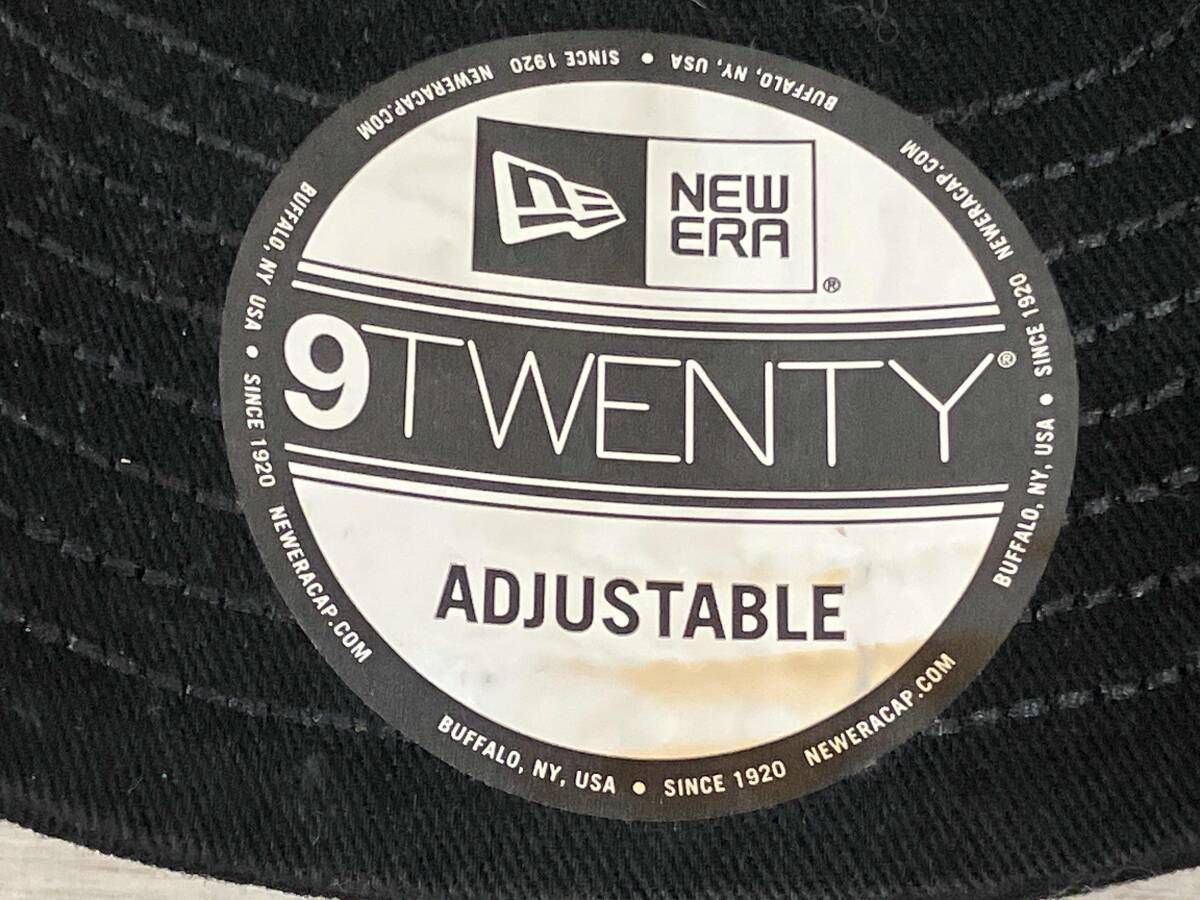 NE
NEW
ERA
®
9TWENTY®
ADJUSTABLE
BUFFALO, NY USA • SINCE 1920 NEWERACAP.COM
BUFFALO, NY, USA • SINCE 1920 NEWERACAP.COM
BUFFALO, NY, USA • SINCE 1920 NEWERACAP.COM
BUFFALO, NY, USA • SINCE 1920 NEWERACAP.COM